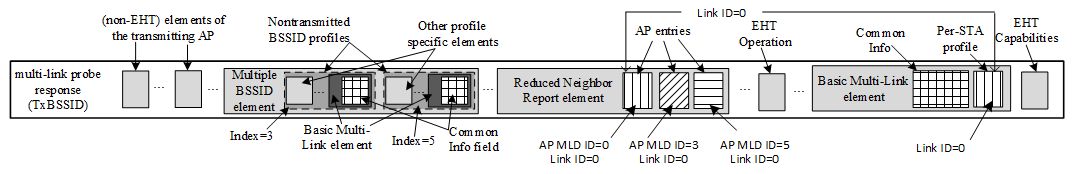 (non-EHT) elements of
the transmitting AP
Nontransmitted
BSSID profiles
Other profile
specific elements
Link ID=0
AP entries
EHT
Operation
Common
Info
Per-STA
profile
EHT
Capabilities
multi-link probe
response
(TxBSSID)
...
...
Multiple
BSSID
element
...
...
...
Reduced Neighbor
Report element
...
...
Basic Multi-Link
element
...
Index=3
Basic Multi-
Link element
Index=5
Common
Info field
AP MLD ID=0
Link ID=0
AP MLD ID=3
Link ID=0
AP MLD ID=5
Link ID=0
Link ID=0